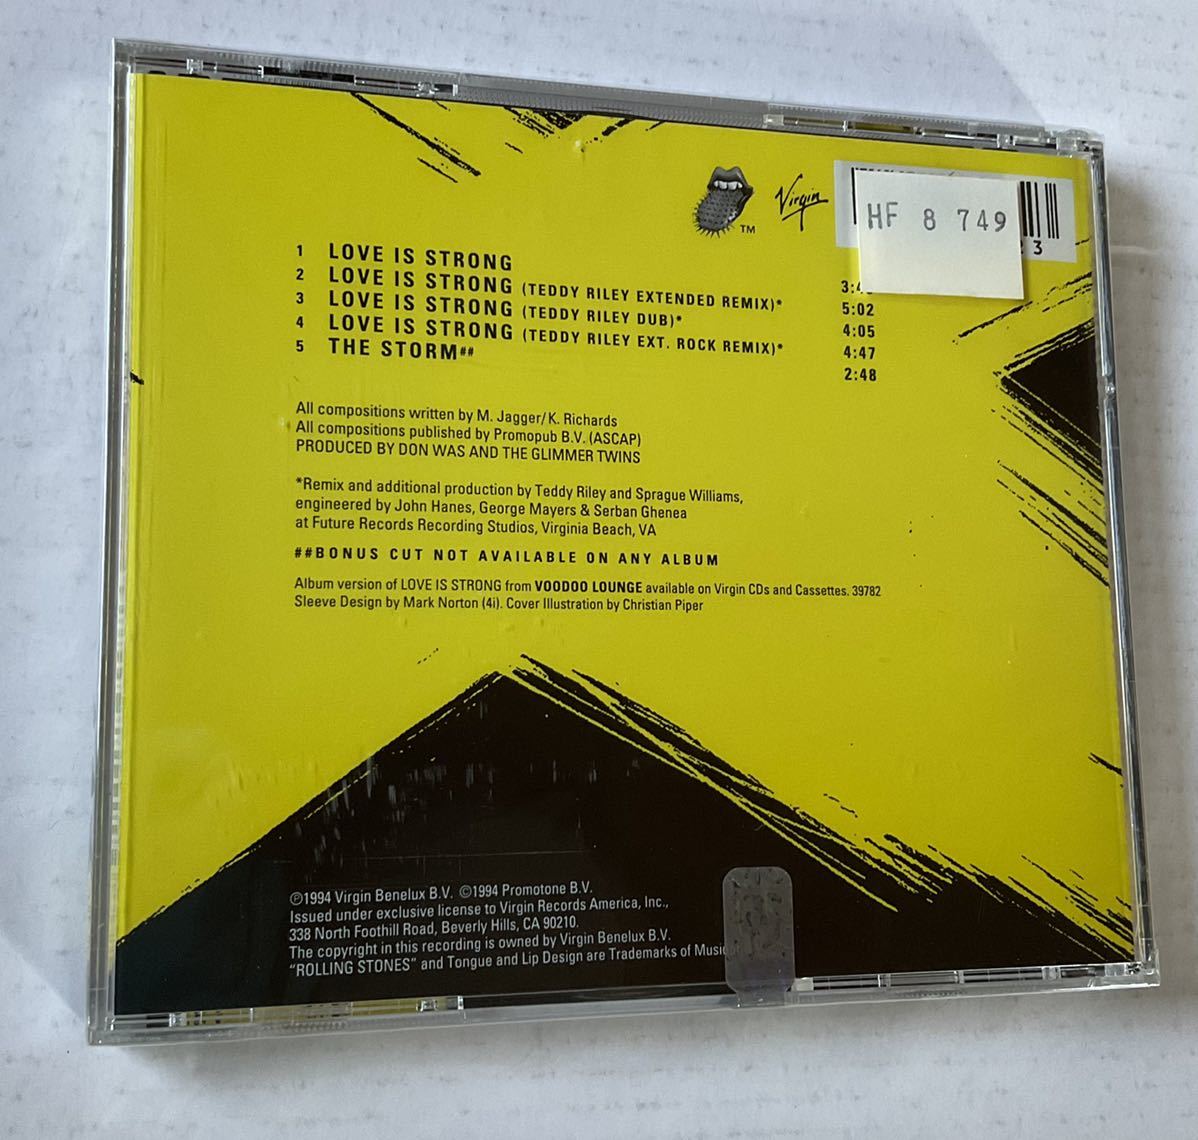 Virgin
HF 8 749
23
TM
1 LOVE IS STRONG
2 LOVE IS STRONG (TEDDY RILEY EXTENDED REMIX)* 5:02
3 LOVE IS STRONG (TEDDY RILEY DUB)* 4:05
4 LOVE IS STRONG (TEDDY RILEY EXT. ROCK REMIX)* 4:47
5 THE STORM## 2:48
All compositions written by M. Jagger/K. Richards
All compositions published by Promopub B.V. (ASCAP)
PRODUCED BY DON WAS AND THE GLIMMER TWINS
*Remix and additional production by Teddy Riley and Sprague Williams,
engineered by John Hanes, George Mayers & Serban Ghenea
at Future Records Recording Studios, Virginia Beach, VA
##BONUS CUT NOT AVAILABLE ON ANY ALBUM
Album version of LOVE IS STRONG from VOODOO LOUNGE available on Virgin CDs and Cassettes. 39782
Sleeve Design by Mark Norton (4i). Cover Illustration by Christian Piper
℗1994 Virgin Benelux B.V. ©1994 Promotone B.V.
Issued under exclusive license to Virgin Records America, Inc.,
338 North Foothill Road, Beverly Hills, CA 90210.
The copyright in this recording is owned by Virgin Benelux B.V.
"ROLLING STONES" and Tongue and Lip Design are Trademarks of